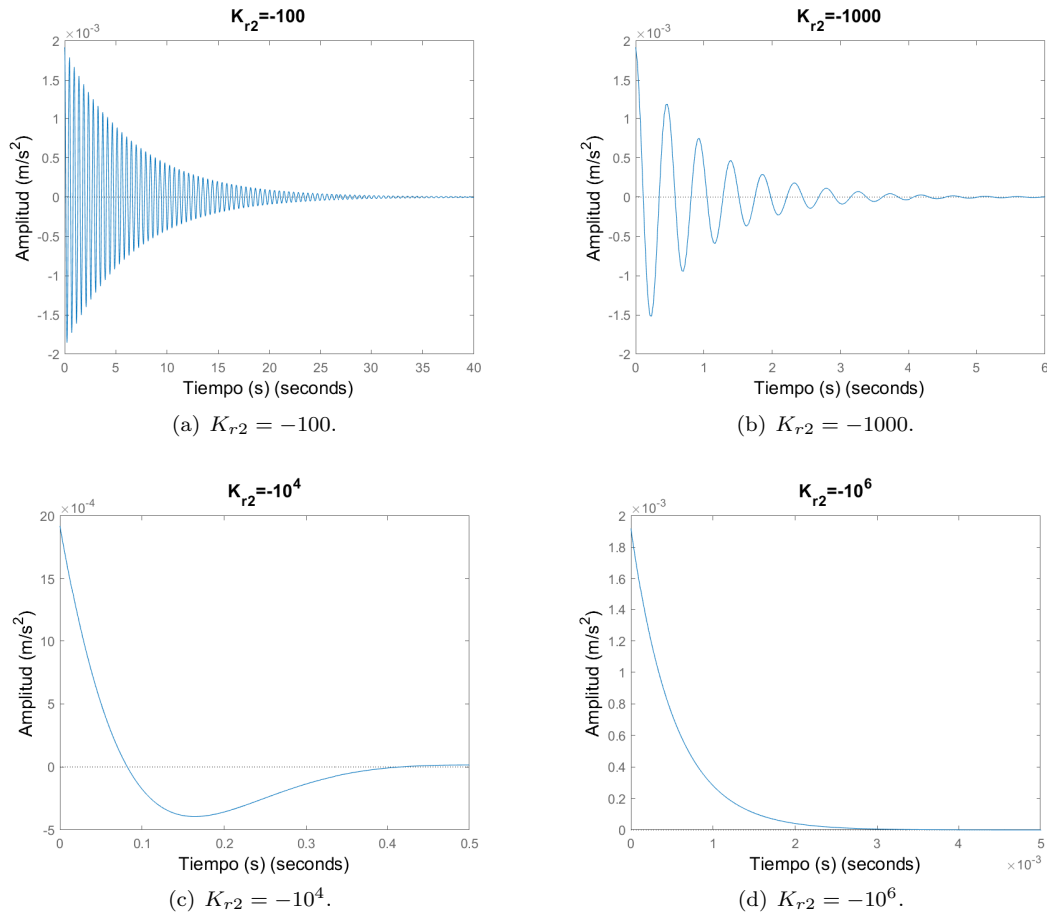 K_r2=-100
×10^-3
2
1.5
1
0.5
0
-0.5
-1
-1.5
-2
Amplitud (m/s^2)
0 5 10 15 20 25 30 35 40
Tiempo (s) (seconds)
(a) K_r2 = −100.
K_r2=-1000
×10^-3
2
1.5
1
0.5
0
-0.5
-1
-1.5
-2
Amplitud (m/s^2)
0 1 2 3 4 5 6
Tiempo (s) (seconds)
(b) K_r2 = −1000.
K_r2=-10^4
×10^-4
20
15
10
5
0
-5
Amplitud (m/s^2)
0 0.1 0.2 0.3 0.4 0.5
Tiempo (s) (seconds)
(c) K_r2 = −10^4.
K_r2=-10^6
×10^-3
2
1.8
1.6
1.4
1.2
1
0.8
0.6
0.4
0.2
0
Amplitud (m/s^2)
0 1 2 3 4 5
Tiempo (s) (seconds)
×10^-3
(d) K_r2 = −10^6.